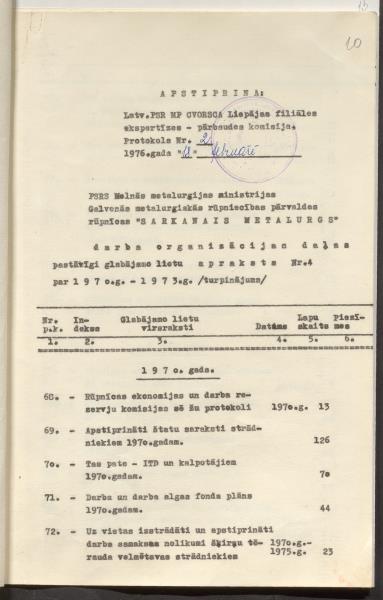 10
A P S T I P R I N A:
Latv.PSR MP CVORSCA Liepājas filiāles
ekspertīzes - pārbaudes komisija.
Protokols Nr. 2
1976.gada "18" februārī
PSRS Melnās metalurgijas ministrijas
Galvenās metalurgiskās rūpniecības pārvaldes
rūpnīcas "SARKANAIS METALURGS"
darba organizācijas daļas
pastāvīgi glabājamo lietu apraksts Nr.4
par 1970.g. - 1973.g. /turpinājums/
Nr. In- Glabājamo lietu Lapu Piezī-
p.k. dekss virsraksti Datums skaits mes
1. 2. 3. 4. 5. 6.
1970. gads.
68. - Rūpnīcas ekonomijas un darba re-
zervju komisijas sēžu protokoli 1970.g. 13
69. - Apstiprināti štatu saraksti strād-
niekiem 1970.gadam. 126
70. - Tas pats - ITD un kalpotājiem
1970.gadam. 70
71. - Darba un darba algas fonda plāns
1970.gadam. 44
72. - Uz vietas izstrādāti un apstiprināti
darba samaksas nolikumi šķirņu tē- 1970.g.-
rauda velmētavas strādniekiem 1975.g. 23